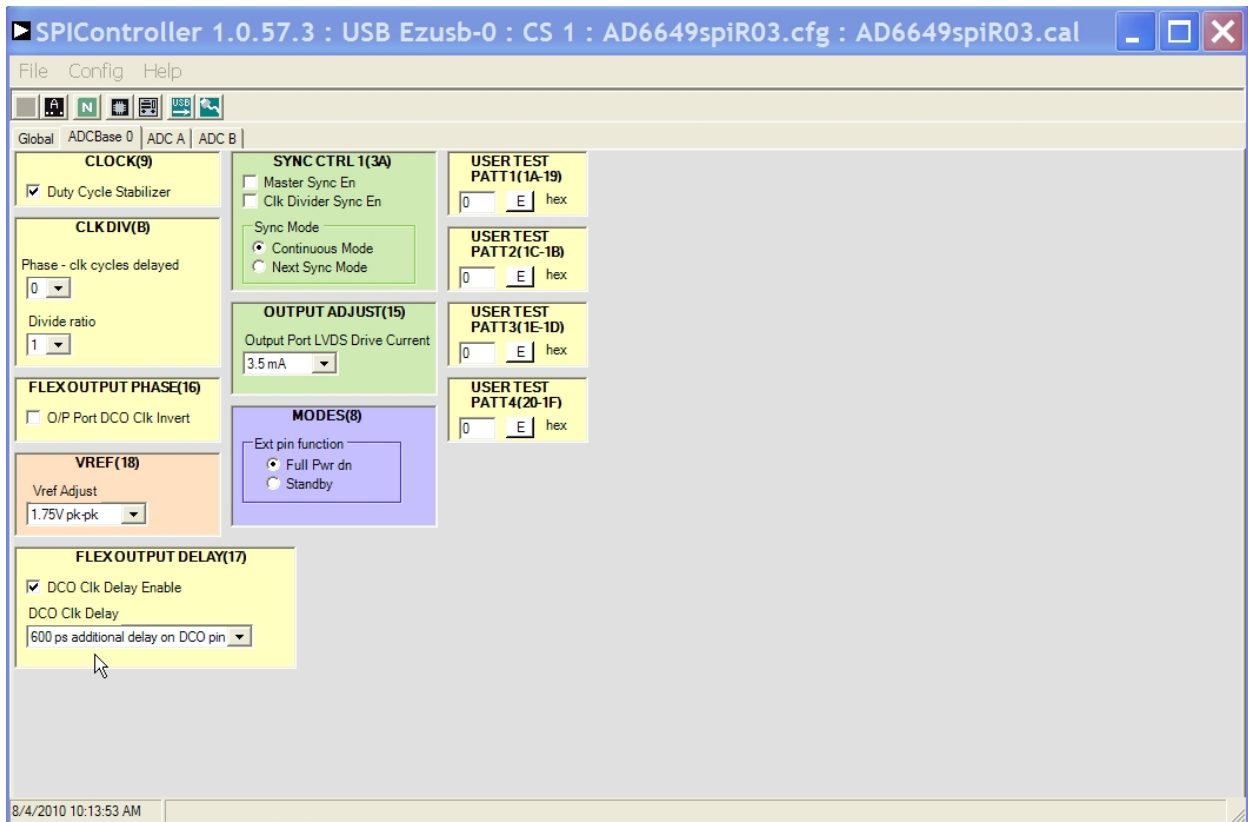 SPIController 1.0.57.3 : USB Ezusb-0 : CS 1 : AD6649spiR03.cfg : AD6649spiR03.cal
File Config Help
A N USB
Global ADCBase 0 ADC A ADC B
CLOCK(9)
Duty Cycle Stabilizer
CLK DIV(B)
Phase - clk cycles delayed
0
Divide ratio
1
FLEX OUTPUT PHASE(16)
O/P Port DCO Clk Invert
VREF(18)
Vref Adjust
1.75V pk-pk
FLEX OUTPUT DELAY(17)
DCO Clk Delay Enable
DCO Clk Delay
600 ps additional delay on DCO pin
SYNC CTRL 1(3A)
Master Sync En
Clk Divider Sync En
Sync Mode
Continuous Mode
Next Sync Mode
OUTPUT ADJUST(15)
Output Port LVDS Drive Current
3.5 mA
MODES(8)
Ext pin function
Full Pwr dn
Standby
USER TEST
PATT1(1A-19)
0 E hex
USER TEST
PATT2(1C-1B)
0 E hex
USER TEST
PATT3(1E-1D)
0 E hex
USER TEST
PATT4(20-1F)
0 E hex
8/4/2010 10:13:53 AM